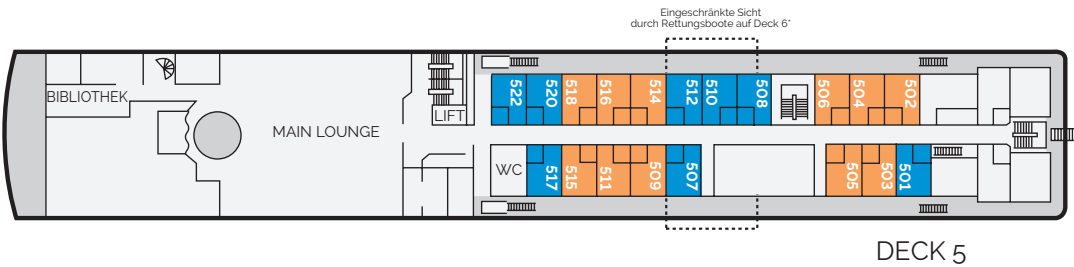 Eingeschränkte Sicht
durch Rettungsboote auf Deck 6*
BIBLIOTHEK
MAIN LOUNGE
LIFT
522
520
518
516
514
512
510
508
506
504
502
WC
517
515
511
509
507
505
503
501
DECK 5